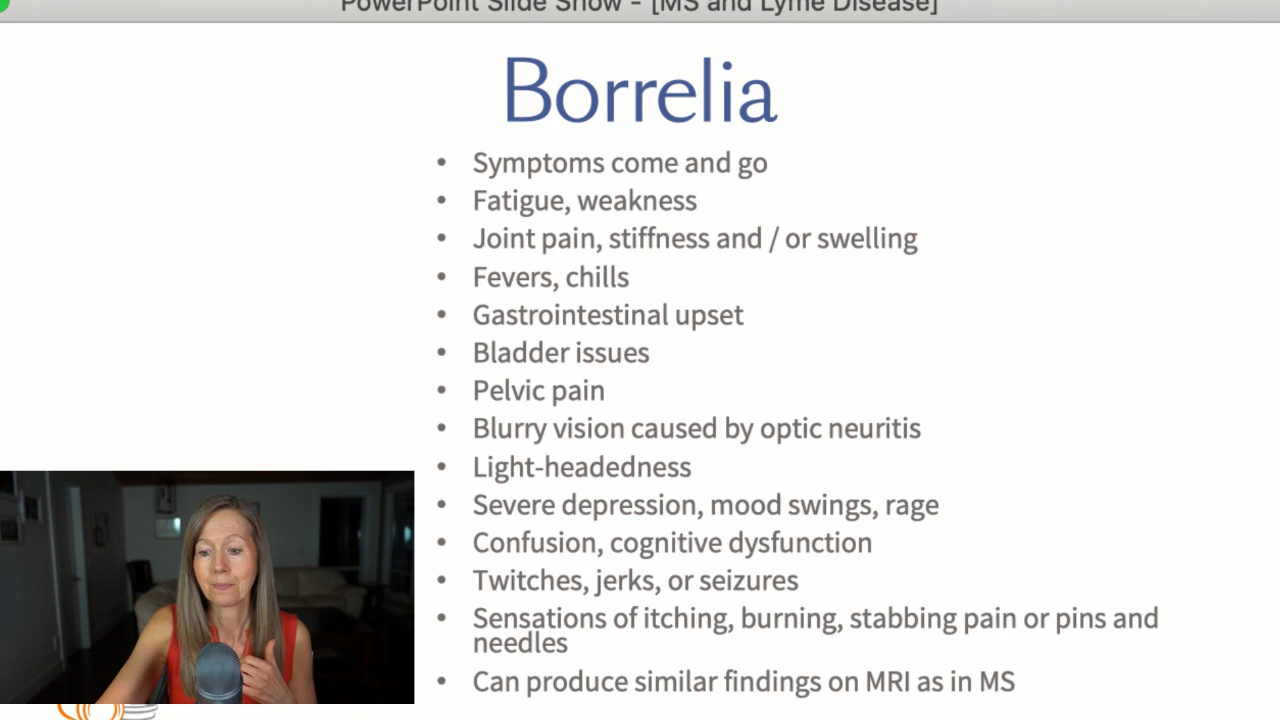 PowerPoint Slide Show - [MS and Lyme Disease]
Borrelia
• Symptoms come and go
• Fatigue, weakness
• Joint pain, stiffness and / or swelling
• Fevers, chills
• Gastrointestinal upset
• Bladder issues
• Pelvic pain
• Blurry vision caused by optic neuritis
• Light-headedness
• Severe depression, mood swings, rage
• Confusion, cognitive dysfunction
• Twitches, jerks, or seizures
• Sensations of itching, burning, stabbing pain or pins and
needles
• Can produce similar findings on MRI as in MS